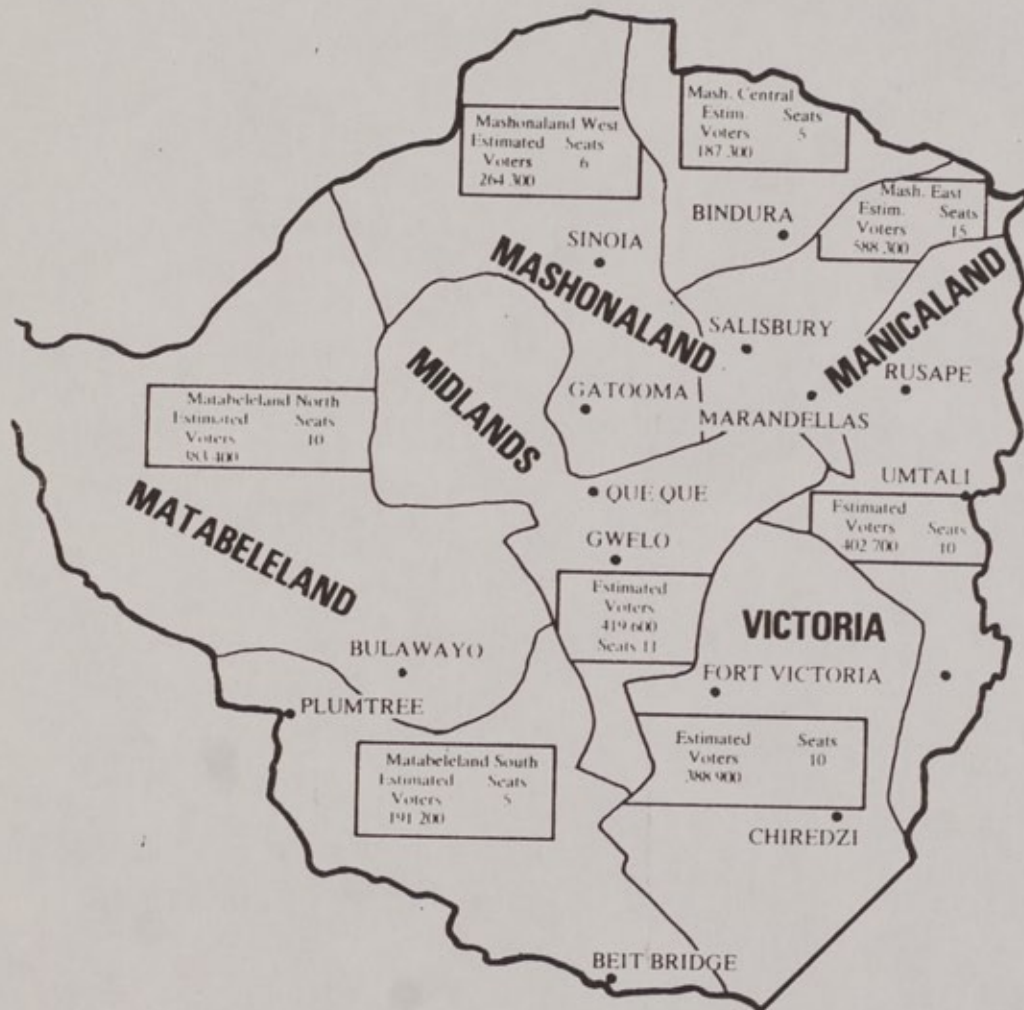 Mash. Central
Estim. Seats
Voters 5
187 300
Mashonaland West
Estimated Seats
Voters 6
264 300
Mash. East
Estim. Seats
Voters 15
588 300
BINDURA
SINOIA
MASHONALAND
MANICALAND
SALISBURY
MIDLANDS
RUSAPE
GATOOMA
MARANDELLAS
Matabeleland North
Estimated Seats
Voters 10
383 400
UMTALI
QUE QUE
MATABELELAND
Estimated
Voters Seats
402 700 10
GWELO
Estimated
Voters
419 600
Seats 11
VICTORIA
BULAWAYO
FORT VICTORIA
PLUMTREE
Estimated Seats
Voters 10
388 900
Matabeleland South
Estimated Seats
Voters 5
191 200
CHIREDZI
BEIT BRIDGE